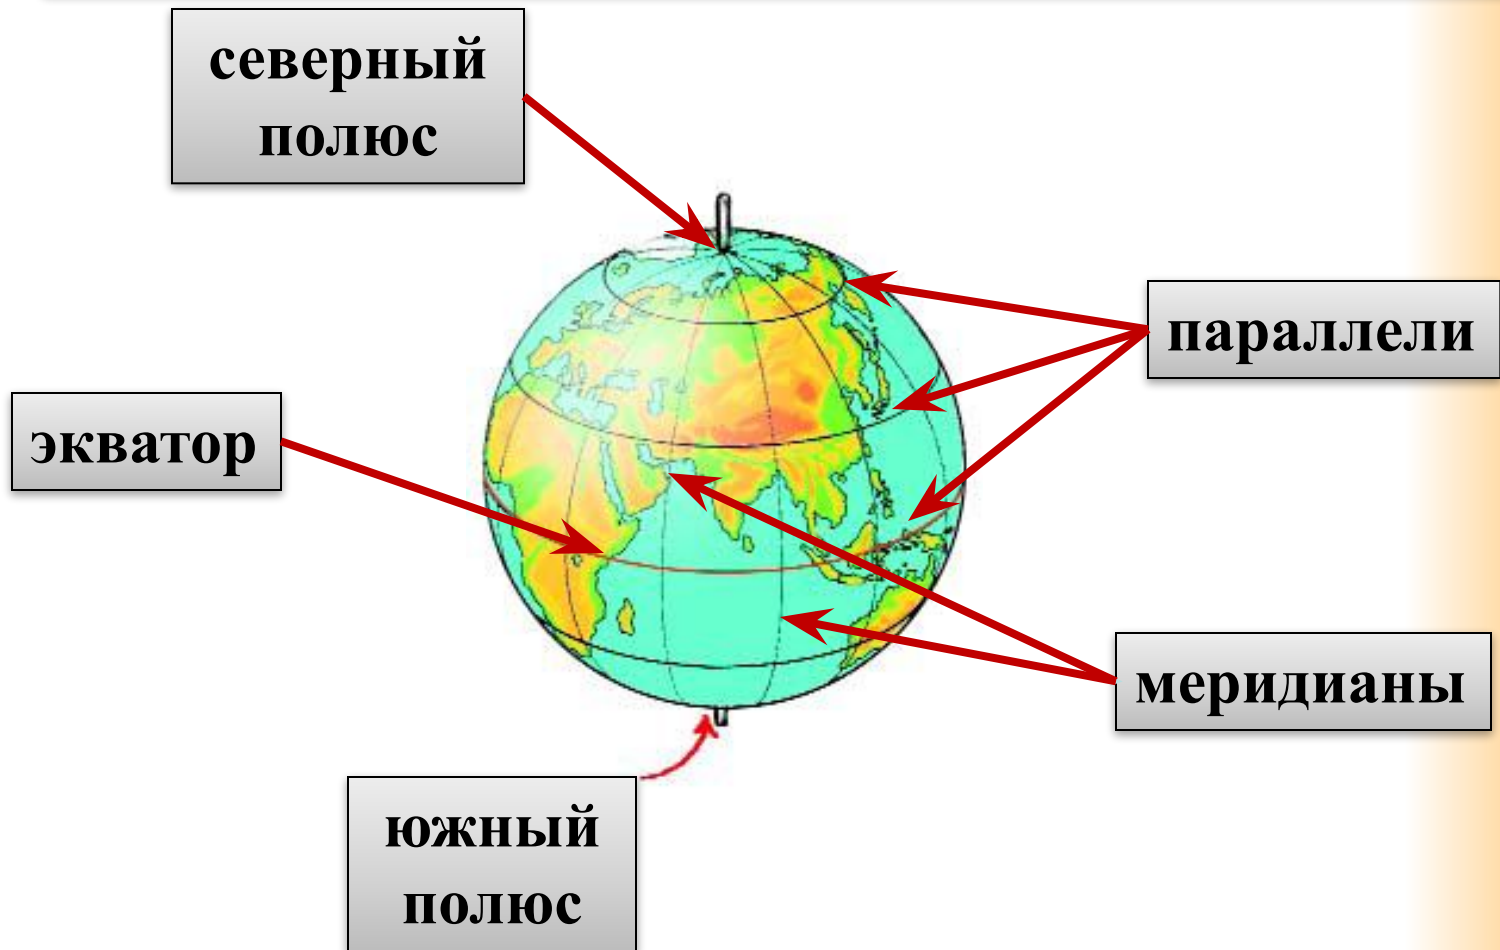 северный
полюс
параллели
экватор
меридианы
южный
полюс